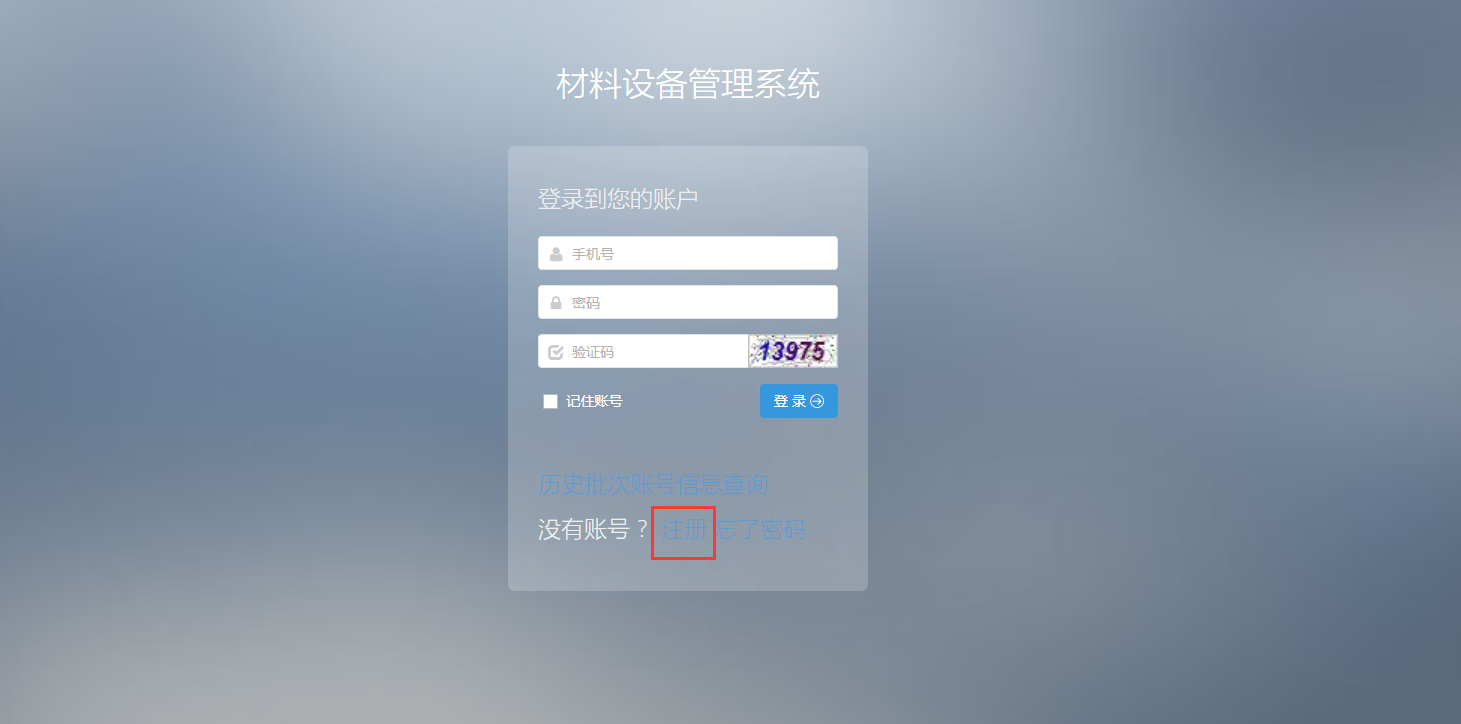 材料设备管理系统
登录到您的账户
手机号
密码
验证码 13975
记住账号 登 录
历史批次账号信息查询
没有账号？ 注册 忘了密码